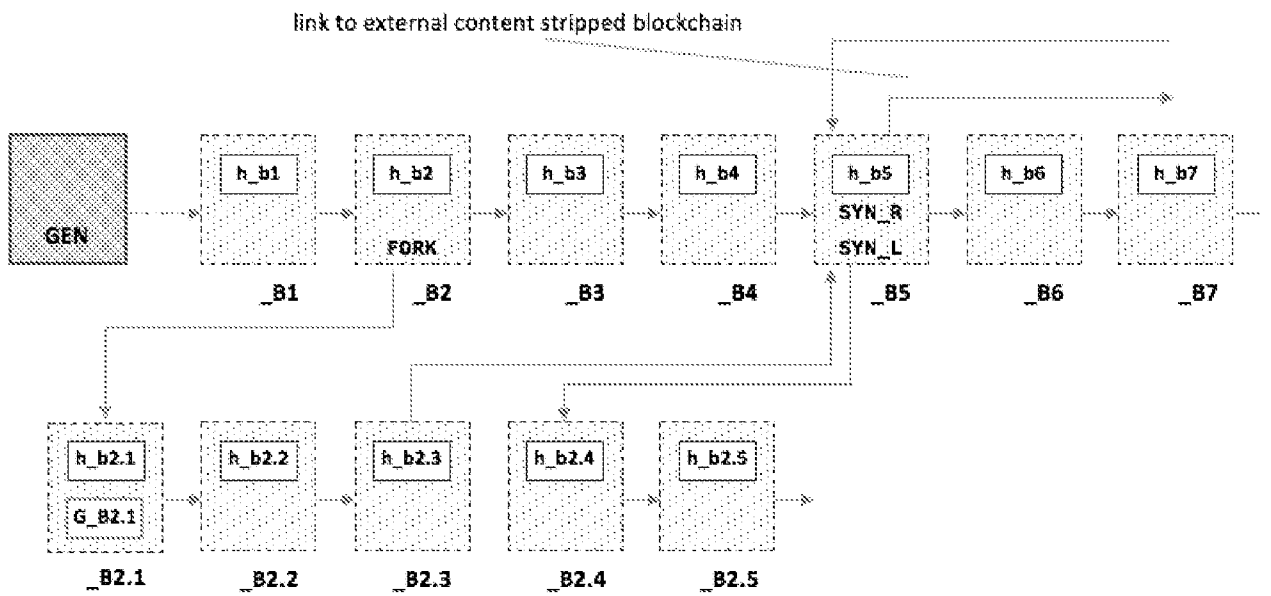 link to external content stripped blockchain
h_b1 h_b2 h_b3 h_b4 h_b5 h_b6 h_b7
SYN_R
GEN FORK SYN_L
_B1 _B2 _B3 _B4 _B5 _B6 _B7
h_b2.1 h_b2.2 h_b2.3 h_b2.4 h_b2.5
G_B2.1
_B2.1 _B2.2 _B2.3 _B2.4 _B2.5